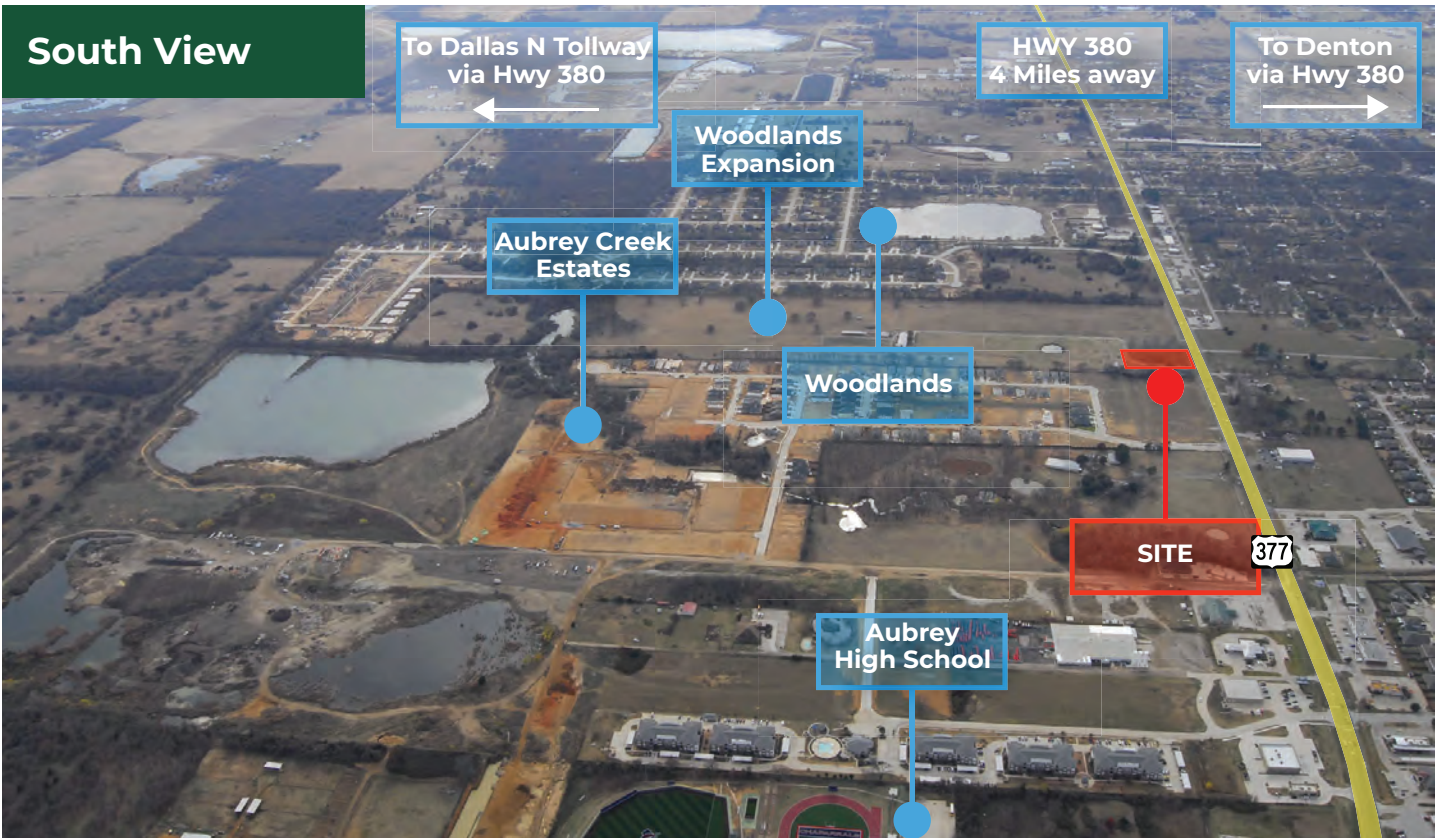 South View
To Dallas N Tollway
via Hwy 380
HWY 380
4 Miles away
To Denton
via Hwy 380
Woodlands
Expansion
Aubrey Creek
Estates
Woodlands
SITE
377
Aubrey
High School
CHAPARRALS